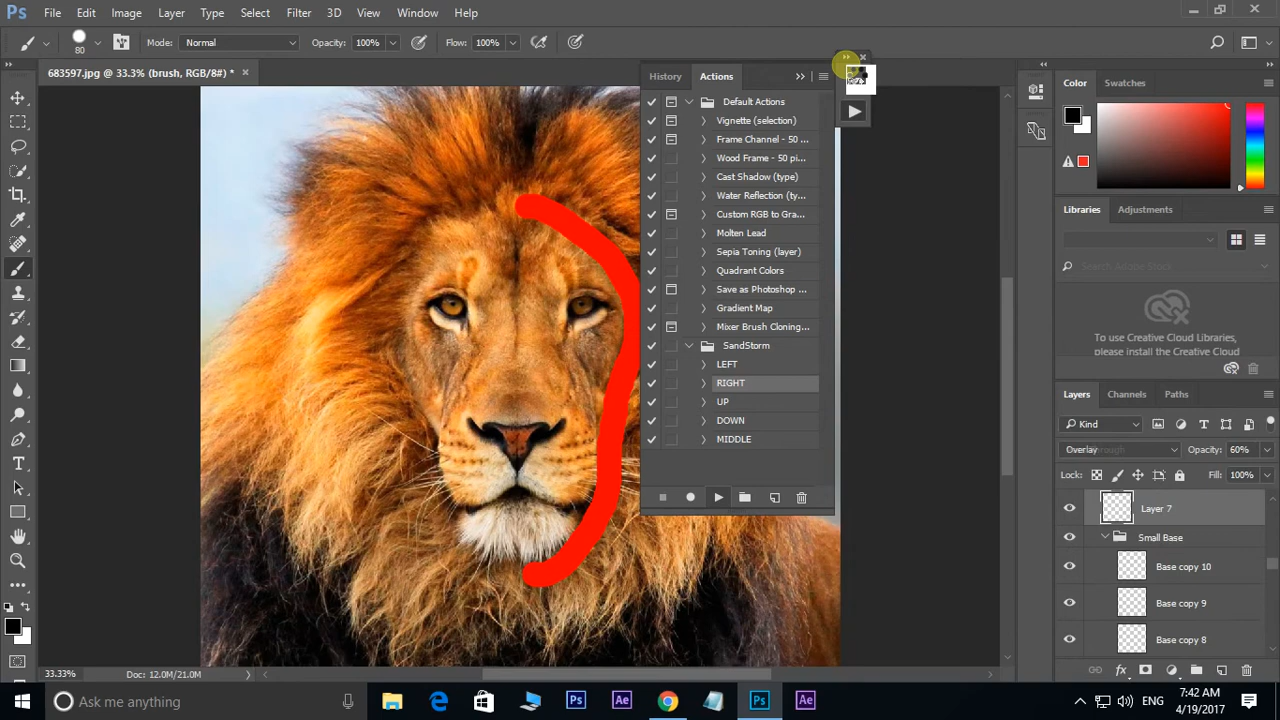 Ps File Edit Image Layer Type Select Filter 3D View Window Help
80 Mode: Normal Opacity: 100% Flow: 100%
683597.jpg @ 33.3% (brush, RGB/8#) *
History Actions
Default Actions
Vignette (selection)
Frame Channel - 50 ...
Wood Frame - 50 pi...
Cast Shadow (type)
Water Reflection (ty...
Custom RGB to Gra...
Molten Lead
Sepia Toning (layer)
Quadrant Colors
Save as Photoshop ...
Gradient Map
Mixer Brush Cloning...
SandStorm
LEFT
RIGHT
UP
DOWN
MIDDLE
Color Swatches
Libraries Adjustments
Search Adobe Stock
To use Creative Cloud Libraries,
please install the Creative Cloud
Layers Channels Paths
Kind
Overlay Opacity: 60%
Lock: Fill: 100%
Layer 7
Small Base
Base copy 10
Base copy 9
Base copy 8
33.33% Doc: 12.0M/21.0M
Ask me anything
Ps Ae Ps Ae
ENG
7:42 AM
4/19/2017